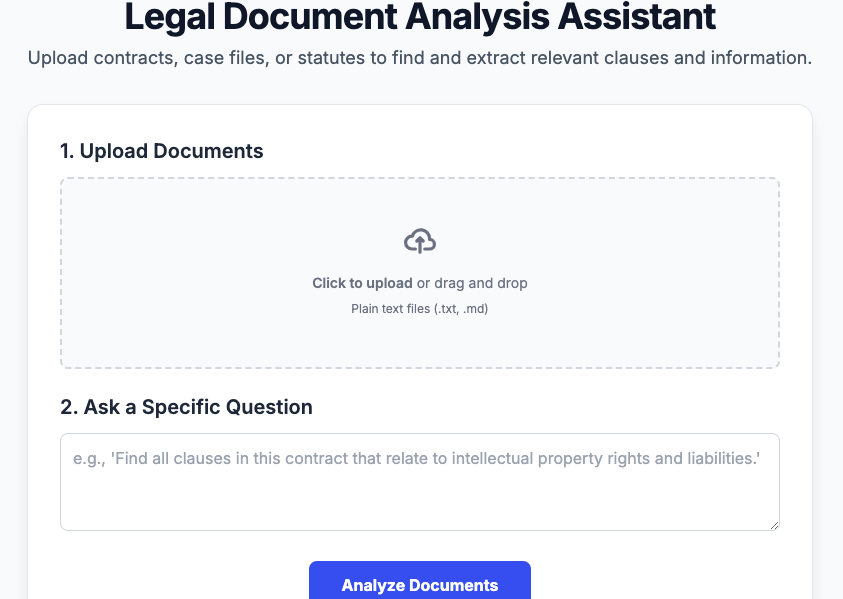 Legal Document Analysis Assistant
Upload contracts, case files, or statutes to find and extract relevant clauses and information.
1. Upload Documents
Click to upload or drag and drop
Plain text files (.txt, .md)
2. Ask a Specific Question
e.g., 'Find all clauses in this contract that relate to intellectual property rights and liabilities.'
Analyze Documents